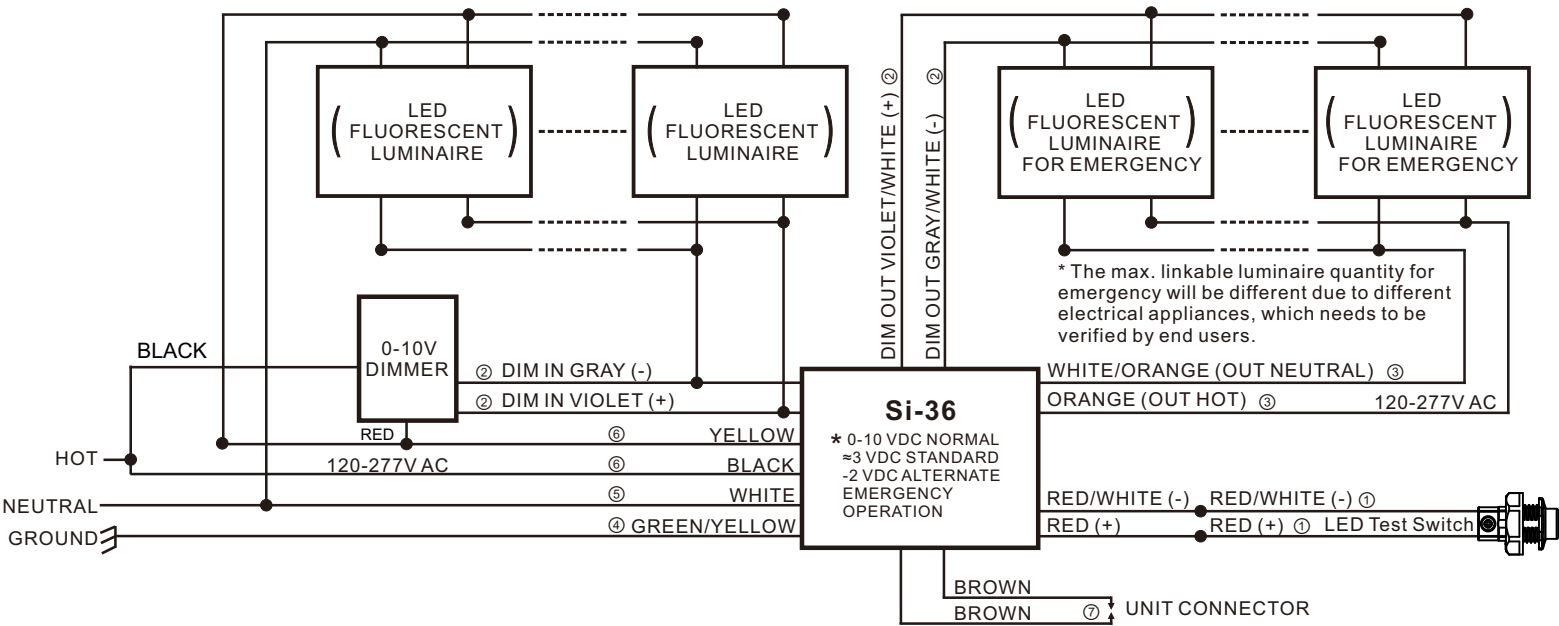 LED
FLUORESCENT
LUMINAIRE
LED
FLUORESCENT
LUMINAIRE
DIM OUT VIOLET/WHITE (+) ②
DIM OUT GRAY/WHITE (-) ②
LED
FLUORESCENT
LUMINAIRE
FOR EMERGENCY
LED
FLUORESCENT
LUMINAIRE
FOR EMERGENCY
* The max. linkable luminaire quantity for
emergency will be different due to different
electrical appliances, which needs to be
verified by end users.
BLACK
0-10V
DIMMER
② DIM IN GRAY (-)
② DIM IN VIOLET (+)
RED
⑥ YELLOW
HOT
120-277V AC
⑥ BLACK
NEUTRAL
⑤ WHITE
GROUND
④ GREEN/YELLOW
Si-36
* 0-10 VDC NORMAL
≈3 VDC STANDARD
-2 VDC ALTERNATE
EMERGENCY
OPERATION
WHITE/ORANGE (OUT NEUTRAL) ③
ORANGE (OUT HOT) ③
120-277V AC
RED/WHITE (-)
RED/WHITE (-) ①
RED (+)
RED (+) ①
LED Test Switch
BROWN
BROWN ⑦
UNIT CONNECTOR